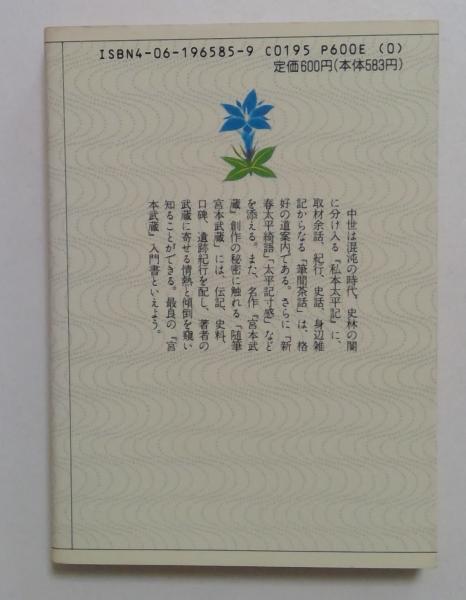 ISBN4-06-196585-9 C0195 P600E (0)
定価600円(本体583円)
中世は混沌の時代。史林の闇
に分け入る『私本太平記』に、
取材余話、紀行、史話、身辺雑
記からなる「筆間茶話」は、格
好の道案内である。さらに「新
春太平綺語」「太平記寸感」など
を添える。また、名作『宮本武
蔵』創作の秘密に触れる「随筆
宮本武蔵」には、伝記、史料、
口碑、遺跡紀行を配し、著者の
武蔵に寄せる情熱と傾倒を窺い
知ることができる。最良の『宮
本武蔵』入門書といえよう。